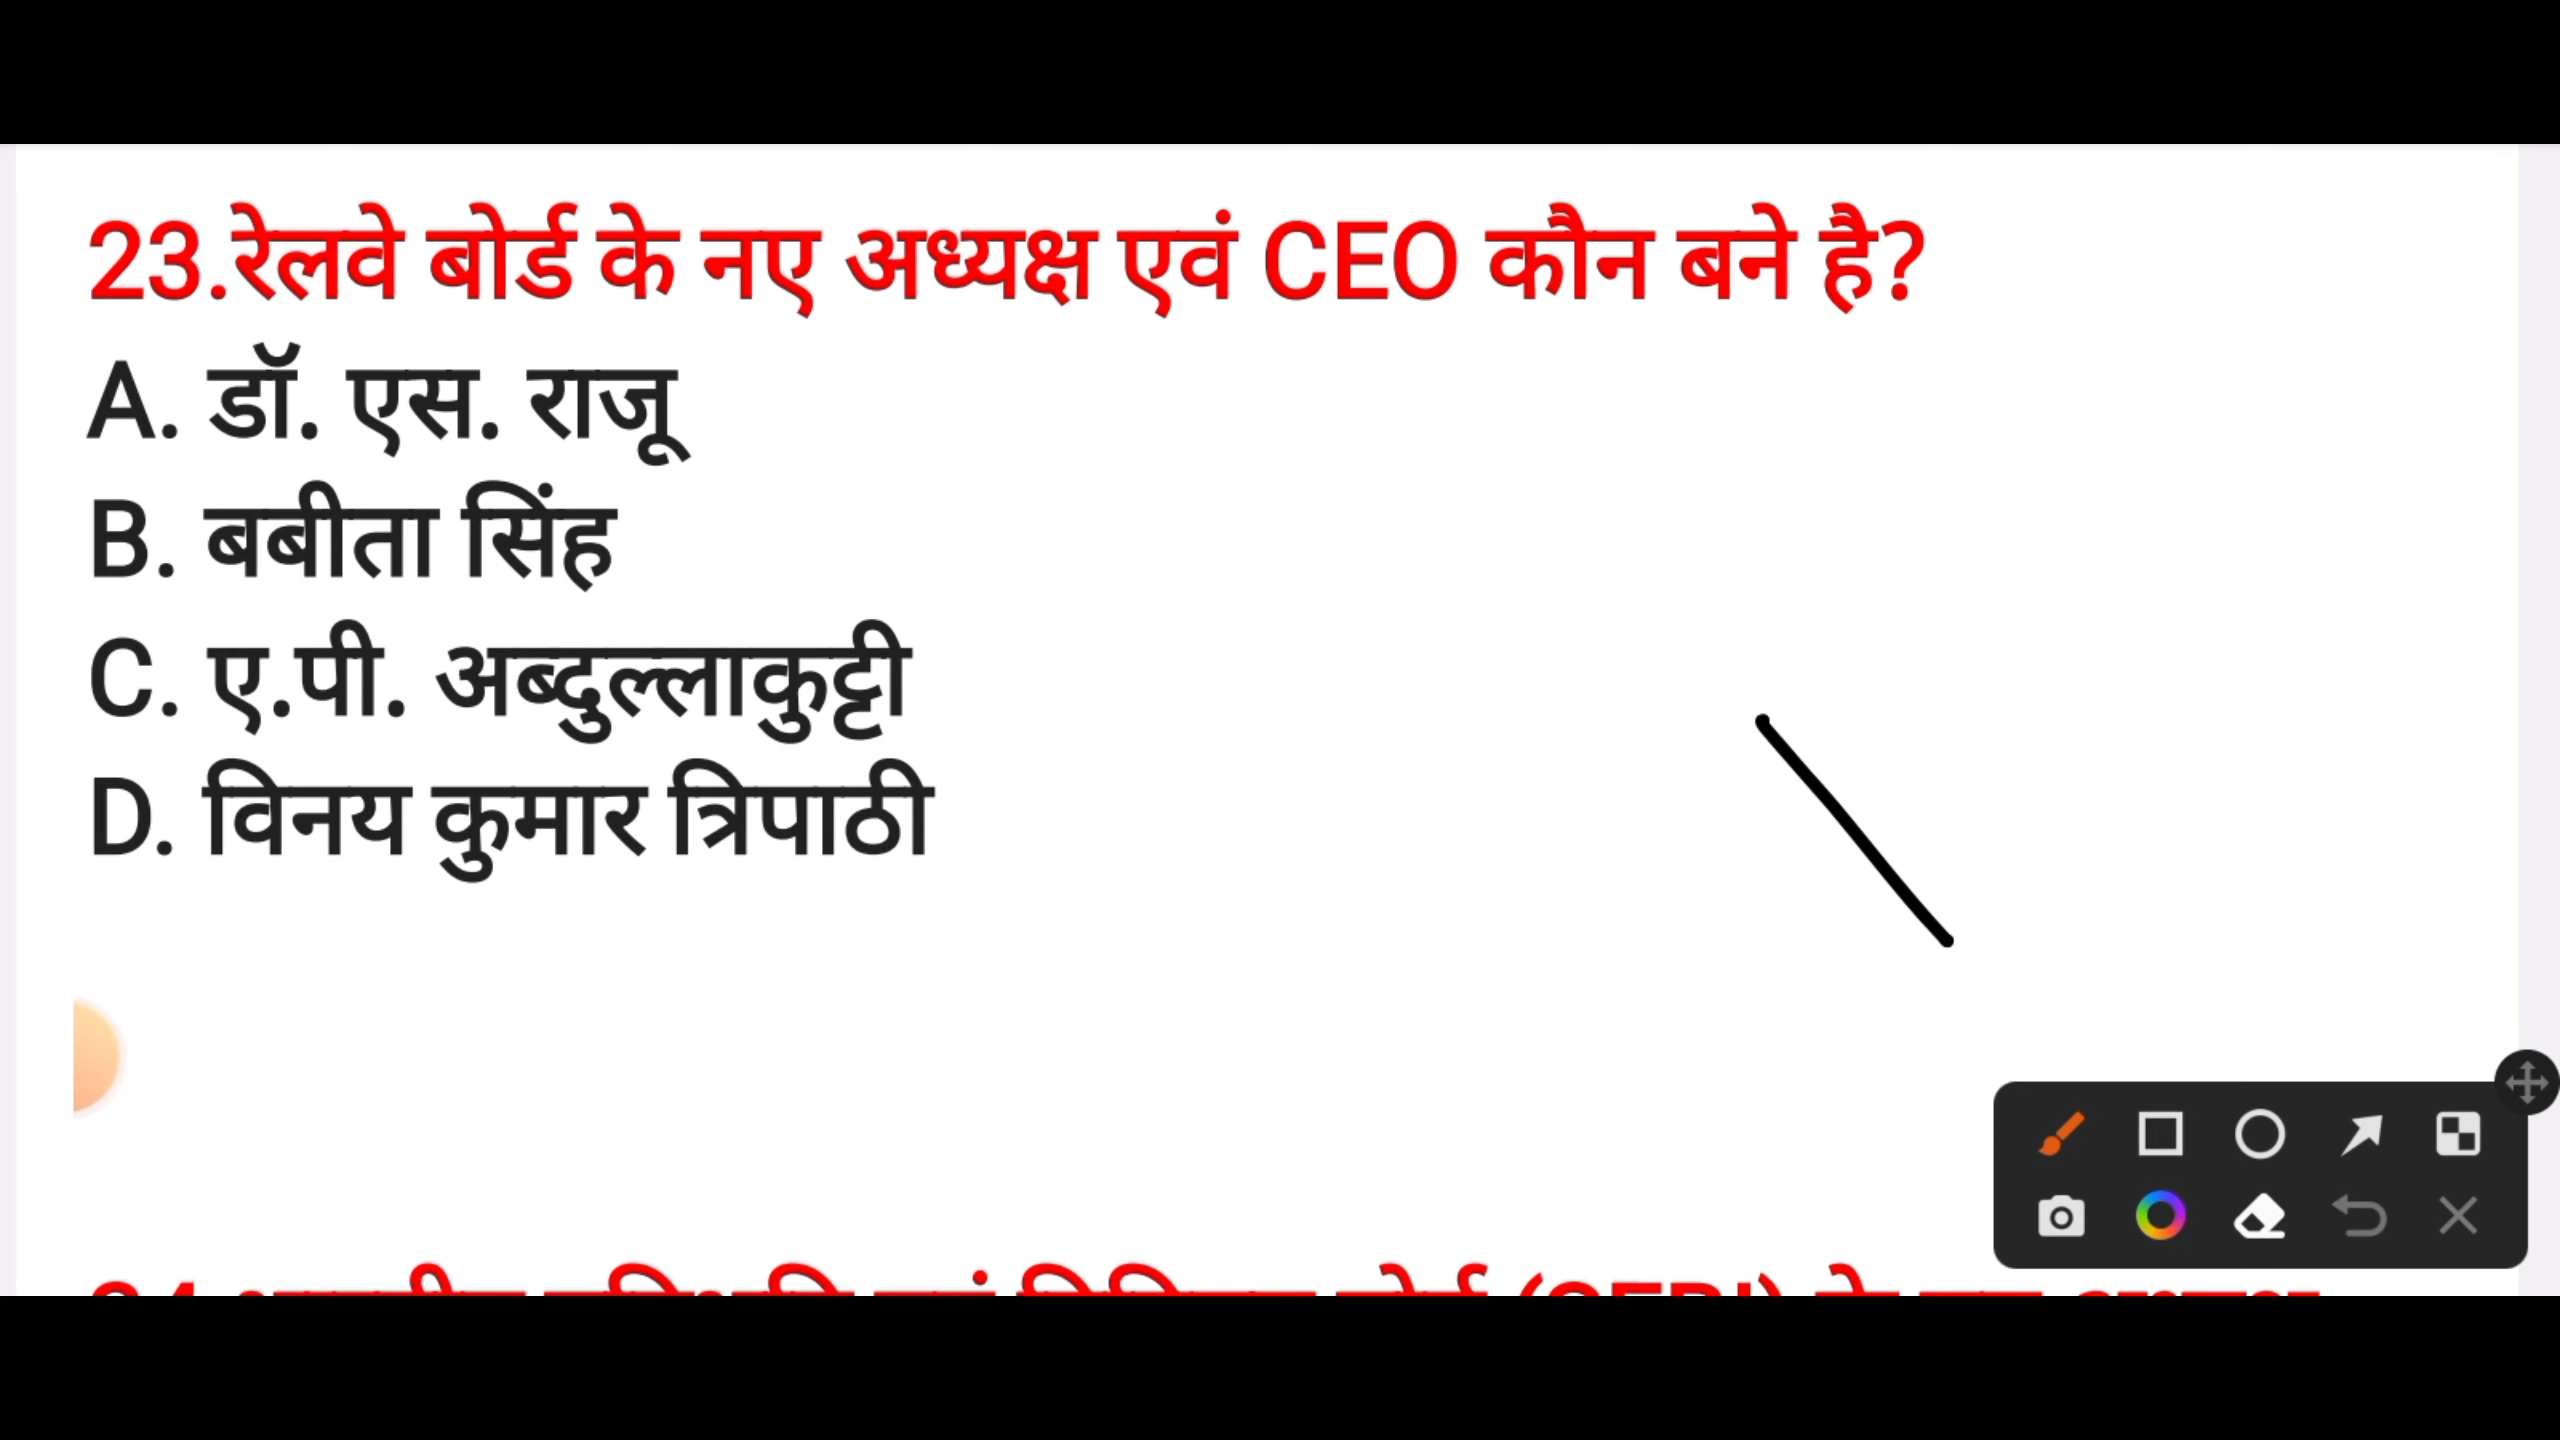 23.रेलवे बोर्ड के नए अध्यक्ष एवं CEO कौन बने है?
A. डॉ. एस. राजू
B. बबीता सिंह
C. ए.पी. अब्दुल्लाकुट्टी
D. विनय कुमार त्रिपाठी